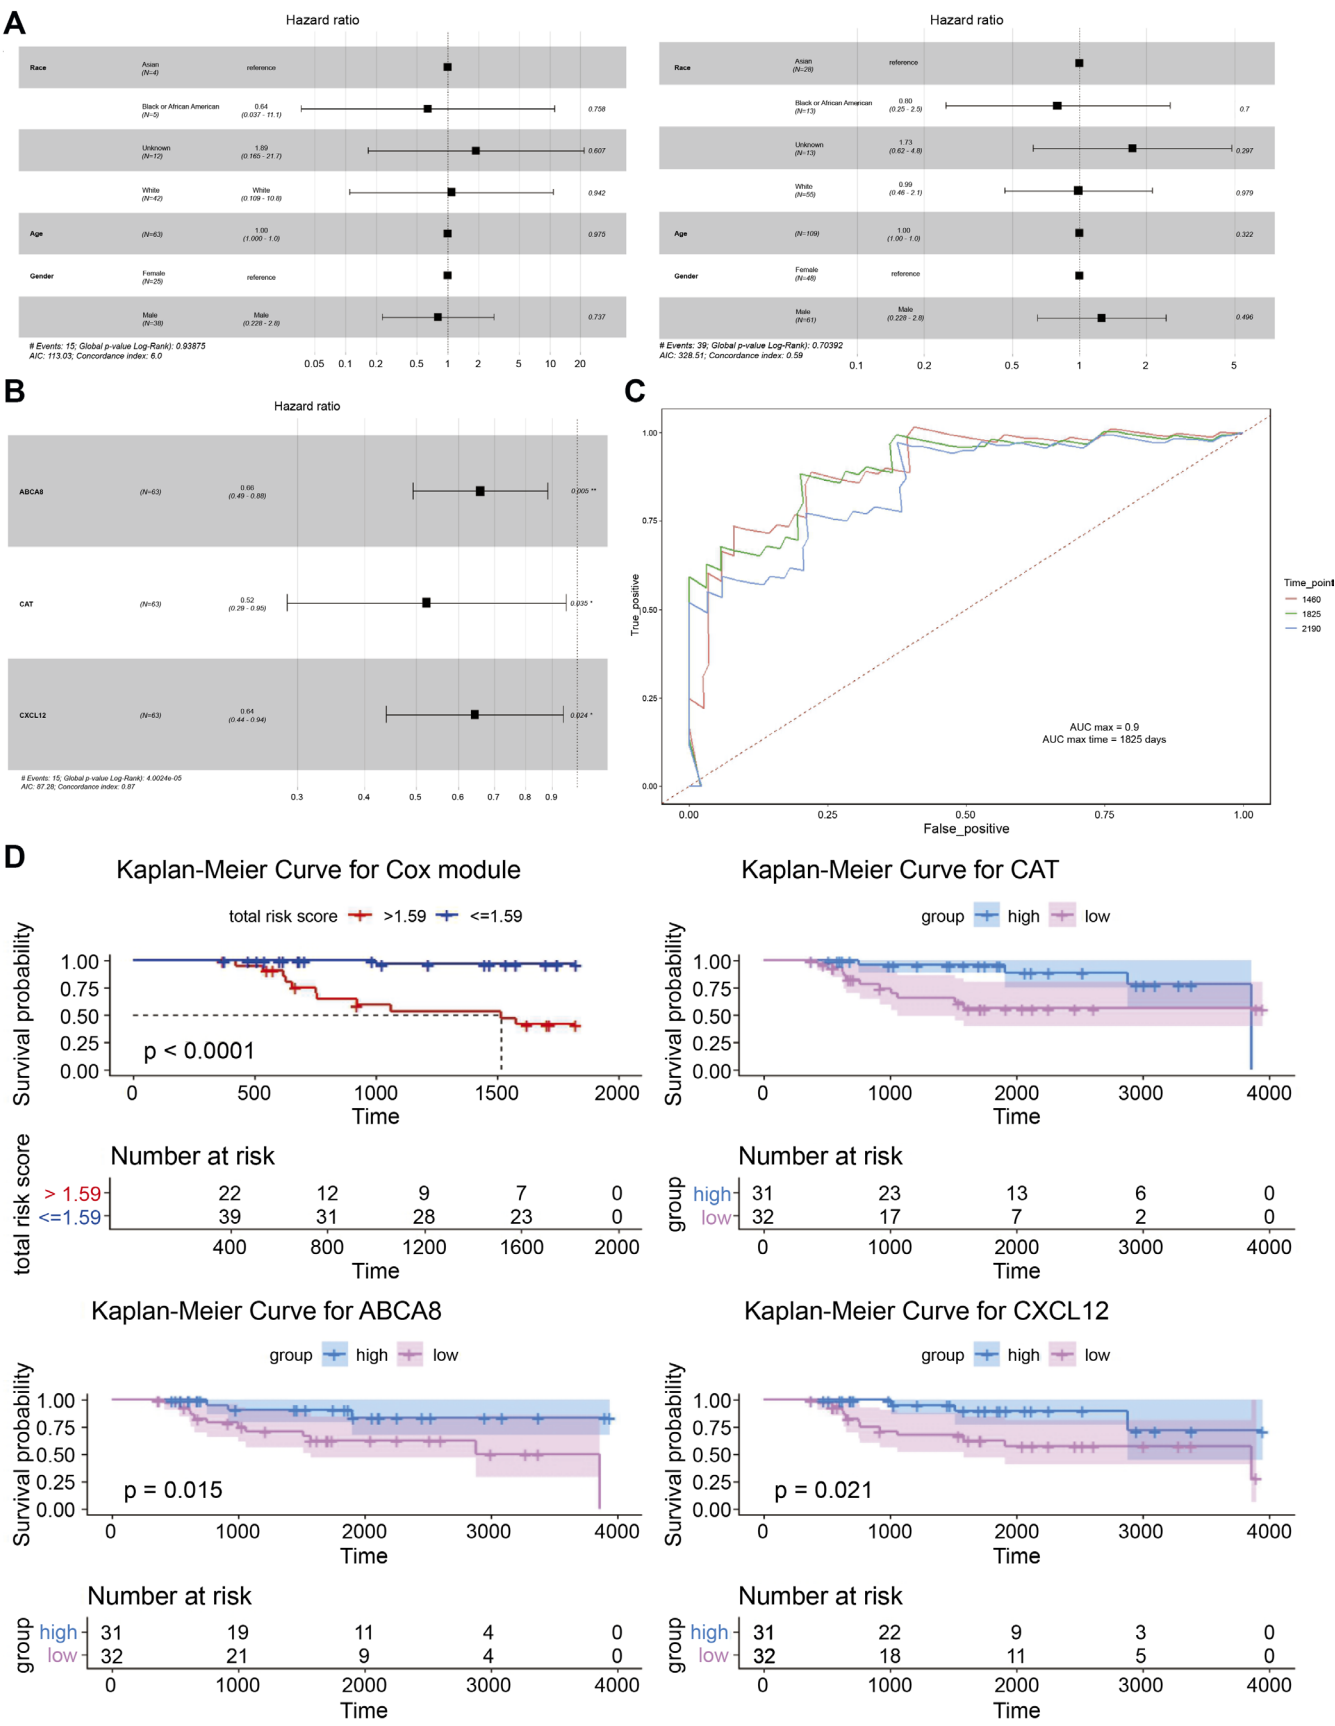 A
Hazard ratio
Race
Asian
(N=4)
reference
Black or African American
(N=5)
0.64
(0.037 - 11.1)
0.758
Unknown
(N=12)
1.89
(0.165 - 21.7)
0.607
White
(N=42)
White
(0.109 - 10.8)
0.942
Age
(N=63)
1.00
(1.000 - 1.0)
0.975
Gender
Female
(N=25)
reference
Male
(N=38)
Male
(0.228 - 2.8)
0.737
# Events: 15; Global p-value Log-Rank): 0.93875
AIC: 113.03; Concordance index: 6.0
0.05 0.1 0.2 0.5 1 2 5 10 20
Hazard ratio
Race
Asian
(N=28)
reference
Black or African American
(N=13)
0.80
(0.25 - 2.5)
0.7
Unknown
(N=13)
1.73
(0.62 - 4.8)
0.297
White
(N=55)
0.99
(0.46 - 2.1)
0.979
Age
(N=109)
1.00
(1.00 - 1.0)
0.322
Gender
Female
(N=48)
reference
Male
(N=61)
Male
(0.228 - 2.8)
0.496
# Events: 39; Global p-value Log-Rank): 0.70392
AIC: 328.51; Concordance index: 0.59
0.1 0.2 0.5 1 2 5
B
Hazard ratio
ABCA8
(N=63)
0.66
(0.49 - 0.88)
0.005 **
CAT
(N=63)
0.52
(0.29 - 0.95)
0.035 *
CXCL12
(N=63)
0.64
(0.44 - 0.94)
0.024 *
# Events: 15; Global p-value Log-Rank): 4.0024e-05
AIC: 87.28; Concordance index: 0.87
0.3 0.4 0.5 0.6 0.7 0.8 0.9
C
True_positive
1.00
0.75
0.50
0.25
0.00
AUC max = 0.9
AUC max time = 1825 days
0.00 0.25 0.50 0.75 1.00
False_positive
Time_point
1460
1825
2190
D
Kaplan-Meier Curve for Cox module
total risk score >1.59 <=1.59
Survival probability
1.00
0.75
0.50
0.25
0.00
p < 0.0001
0 500 1000 1500 2000
Time
Number at risk
total risk score
> 1.59 22 12 9 7 0
<=1.59 39 31 28 23 0
400 800 1200 1600 2000
Time
Kaplan-Meier Curve for CAT
group high low
Survival probability
1.00
0.75
0.50
0.25
0.00
0 1000 2000 3000 4000
Time
Number at risk
group
high 31 23 13 6 0
low 32 17 7 2 0
0 1000 2000 3000 4000
Time
Kaplan-Meier Curve for ABCA8
group high low
Survival probability
1.00
0.75
0.50
0.25
0.00
p = 0.015
0 1000 2000 3000 4000
Time
Number at risk
group
high 31 19 11 4 0
low 32 21 9 4 0
0 1000 2000 3000 4000
Time
Kaplan-Meier Curve for CXCL12
group high low
Survival probability
1.00
0.75
0.50
0.25
0.00
p = 0.021
0 1000 2000 3000 4000
Time
Number at risk
group
high 31 22 9 3 0
low 32 18 11 5 0
0 1000 2000 3000 4000
Time